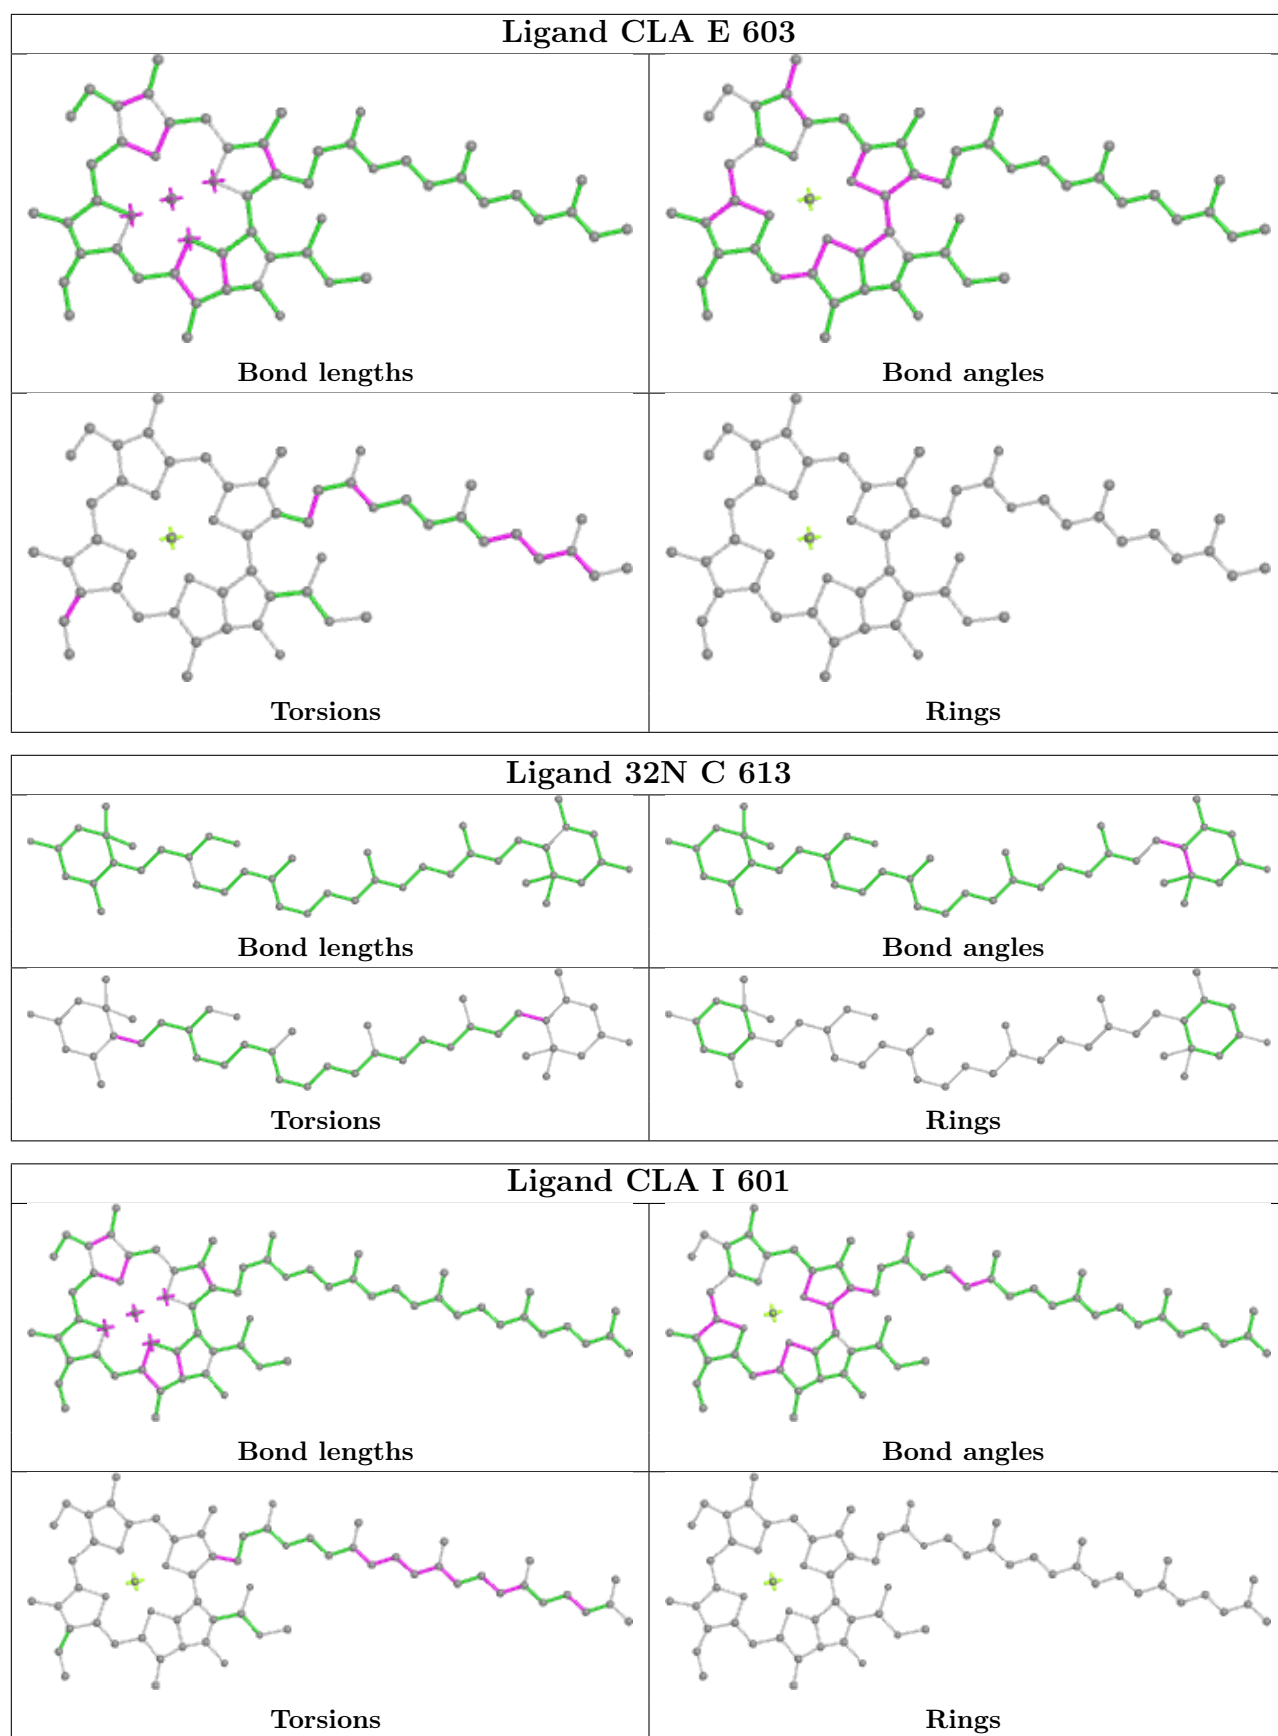 Ligand CLA E 603
Bond lengths
Bond angles
Torsions
Rings
Ligand 32N C 613
Bond lengths
Bond angles
Torsions
Rings
Ligand CLA I 601
Bond lengths
Bond angles
Torsions
Rings